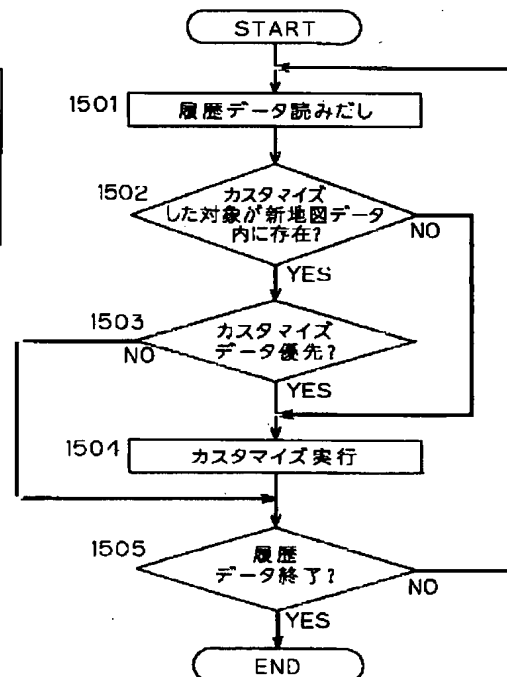 START
1501
履歴データ読みだし
1502
カスタマイズ
した対象が新地図データ
内に存在?
NO
YES
1503
カスタマイズ
データ優先?
NO
YES
1504
カスタマイズ実行
1505
履歴
データ終了?
NO
YES
END